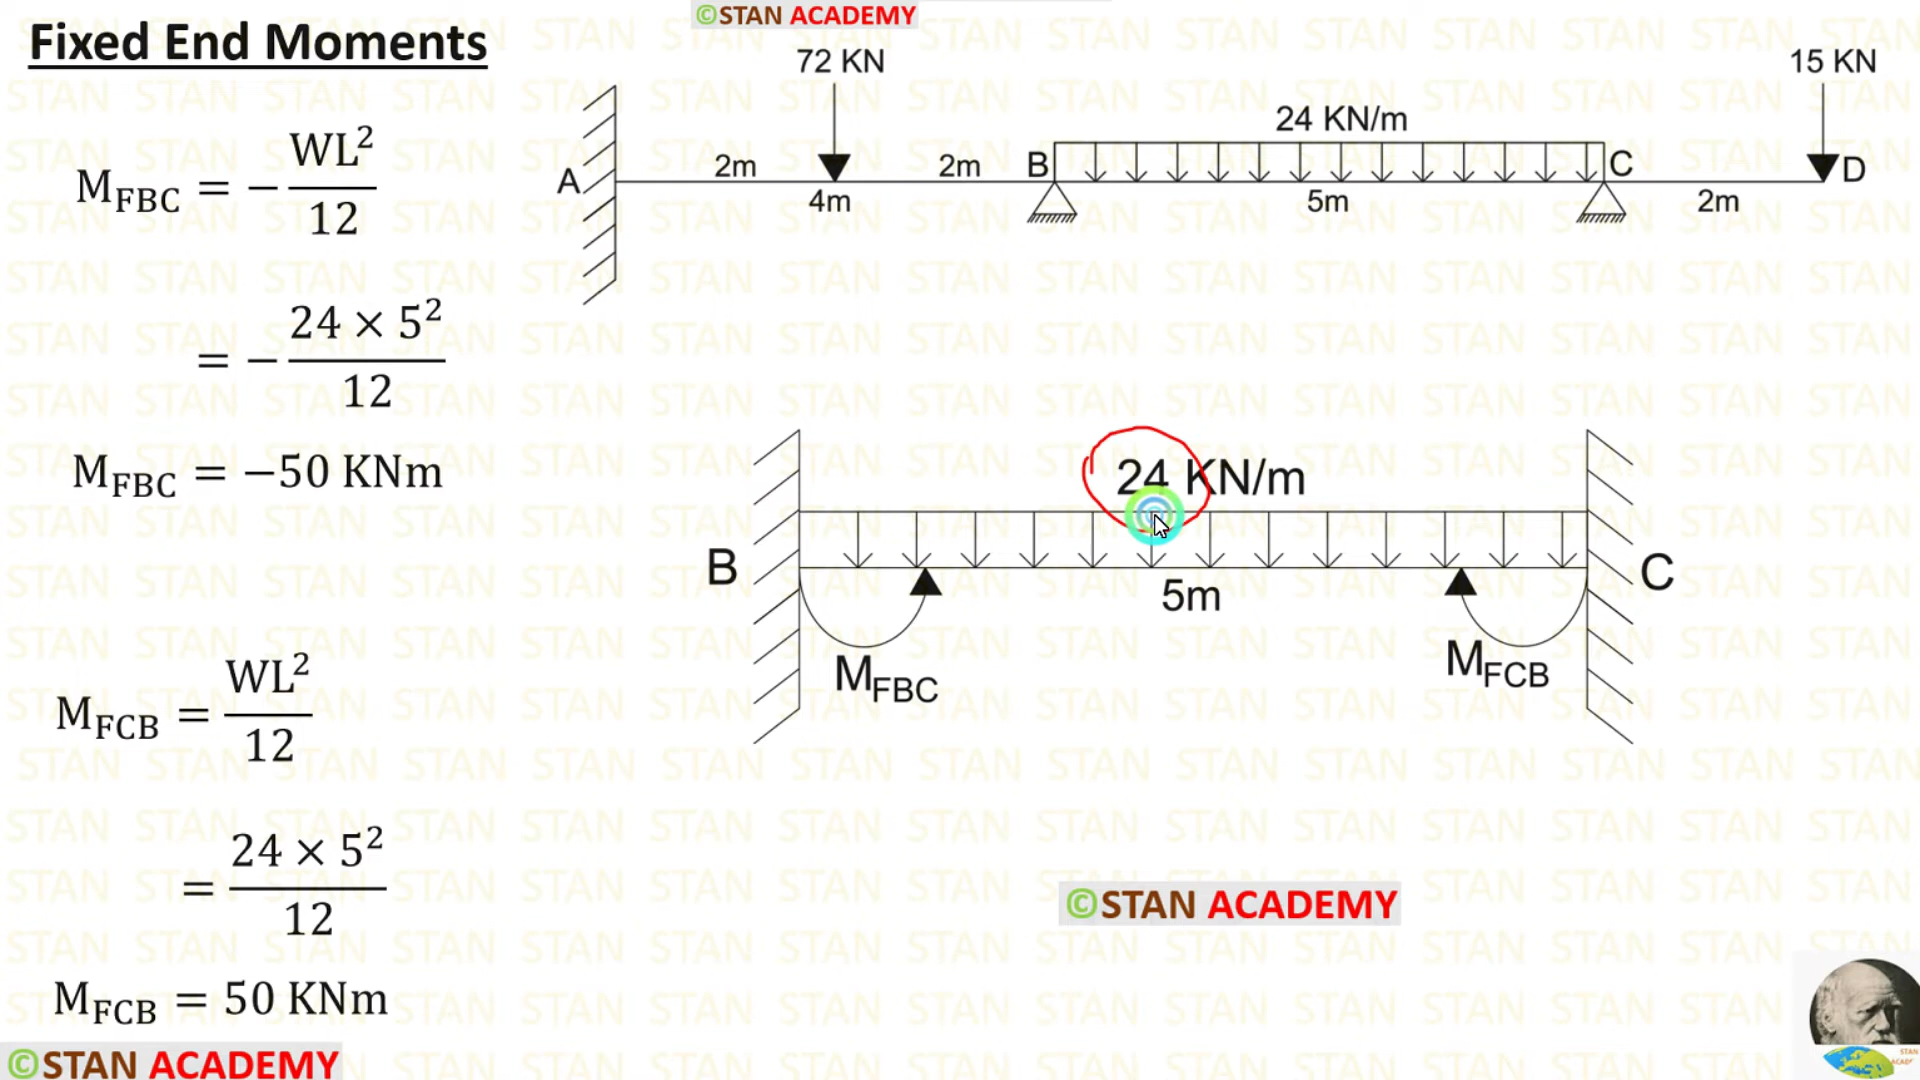 ©STAN ACADEMY
Fixed End Moments
72 KN
15 KN
24 KN/m
A
2m
2m
B
C
D
4m
5m
2m
M_FBC = −WL²/12
= −24 × 5²/12
M_FBC = −50 KNm
24 KN/m
B
C
5m
M_FBC
M_FCB
M_FCB = WL²/12
= 24 × 5²/12
M_FCB = 50 KNm
©STAN ACADEMY
©STAN ACADEMY
STAN